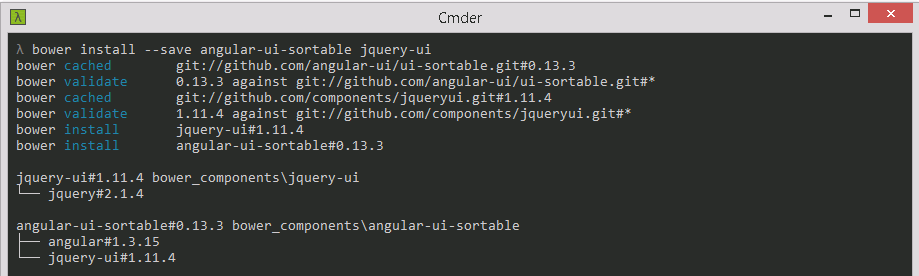 λ
Cmder
λ bower install --save angular-ui-sortable jquery-ui
bower cached git://github.com/angular-ui/ui-sortable.git#0.13.3
bower validate 0.13.3 against git://github.com/angular-ui/ui-sortable.git#*
bower cached git://github.com/components/jqueryui.git#1.11.4
bower validate 1.11.4 against git://github.com/components/jqueryui.git#*
bower install jquery-ui#1.11.4
bower install angular-ui-sortable#0.13.3
jquery-ui#1.11.4 bower_components\jquery-ui
└── jquery#2.1.4
angular-ui-sortable#0.13.3 bower_components\angular-ui-sortable
├── angular#1.3.15
└── jquery-ui#1.11.4